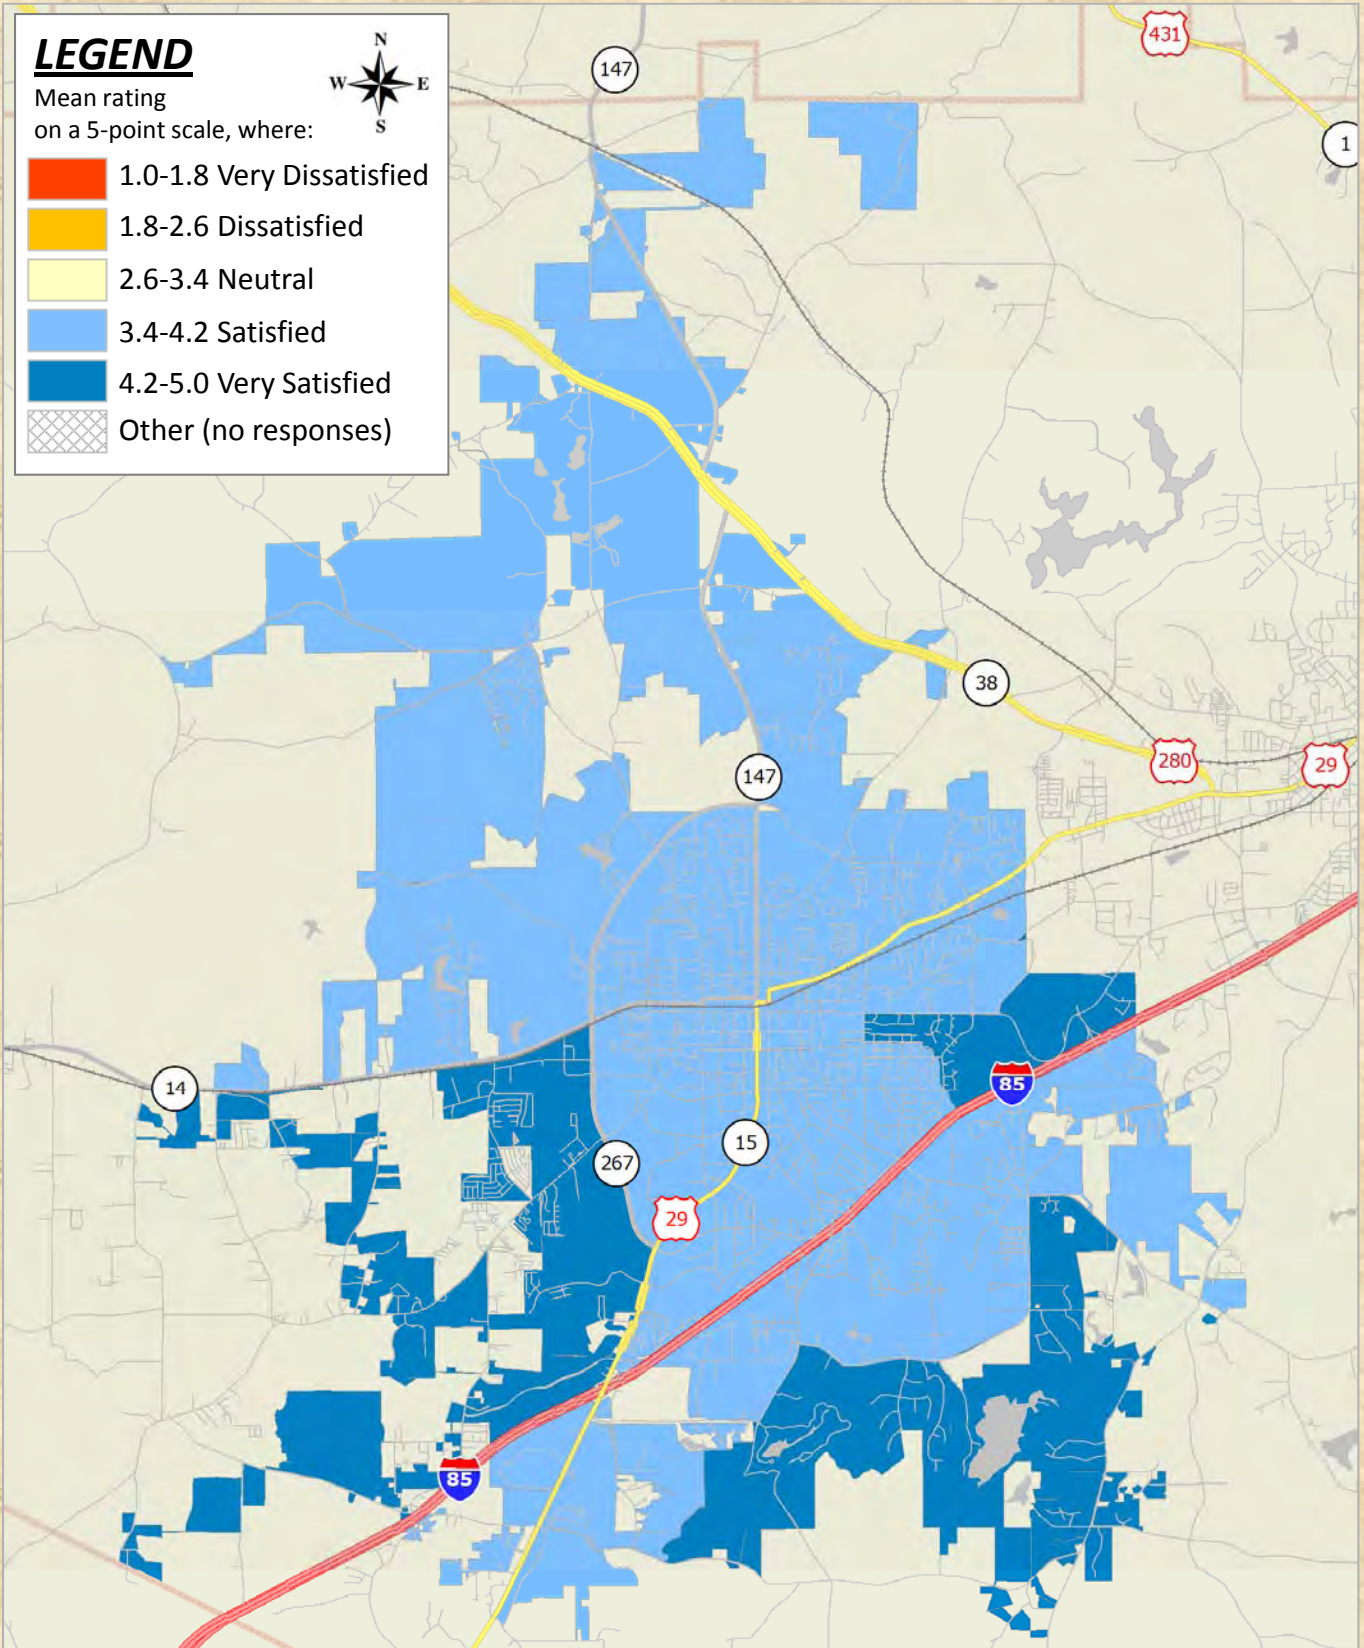 LEGEND
Mean rating
on a 5-point scale, where:
N
W
E
S
1.0-1.8 Very Dissatisfied
1.8-2.6 Dissatisfied
2.6-3.4 Neutral
3.4-4.2 Satisfied
4.2-5.0 Very Satisfied
Other (no responses)
147
431
1
38
280
29
147
14
85
15
267
29
85